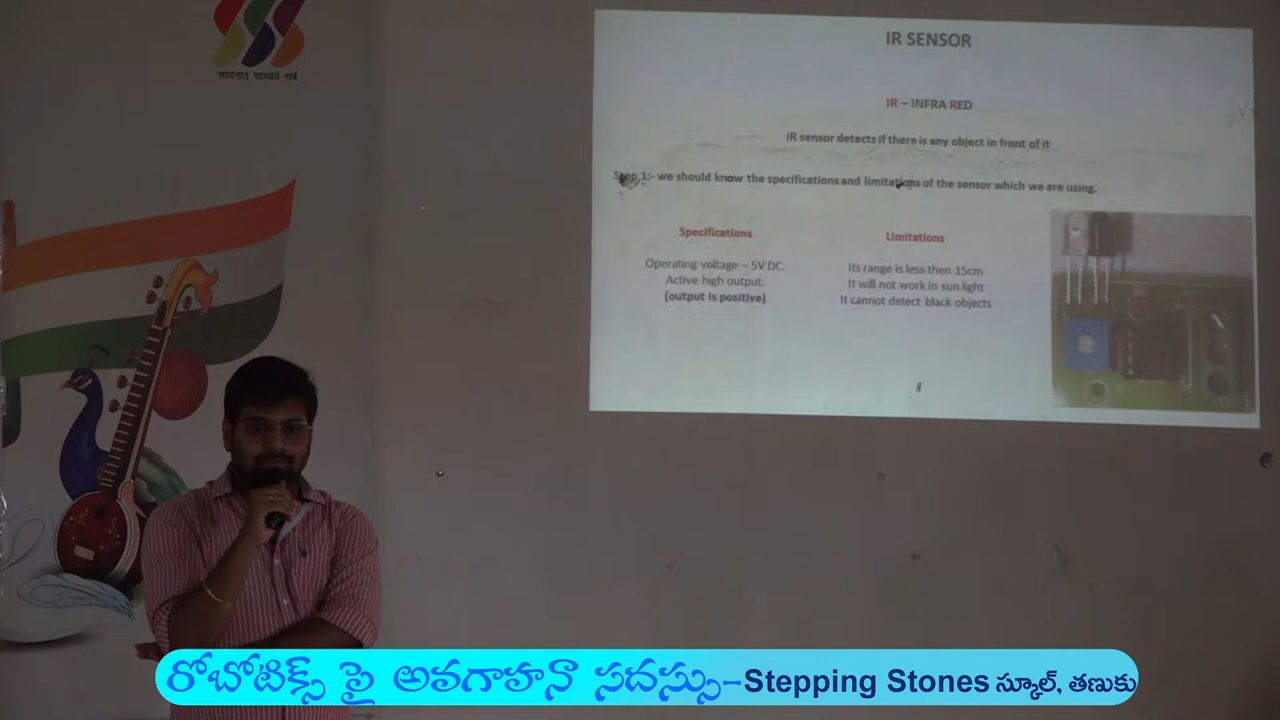 साधनात् साध्यते सर्व
IR SENSOR
IR – INFRA RED
IR sensor detects if there is any object in front of it
Step 1:- we should know the specifications and limitations of the sensor which we are using.
Specifications
Operating voltage – 5V DC.
Active high output.
(output is positive)
Limitations
Its range is less then 15cm
It will not work in sun light
It cannot detect black objects
రోబోటిక్స్ పై అవగాహనా సదస్సు-Stepping Stones స్కూల్, తణుకు